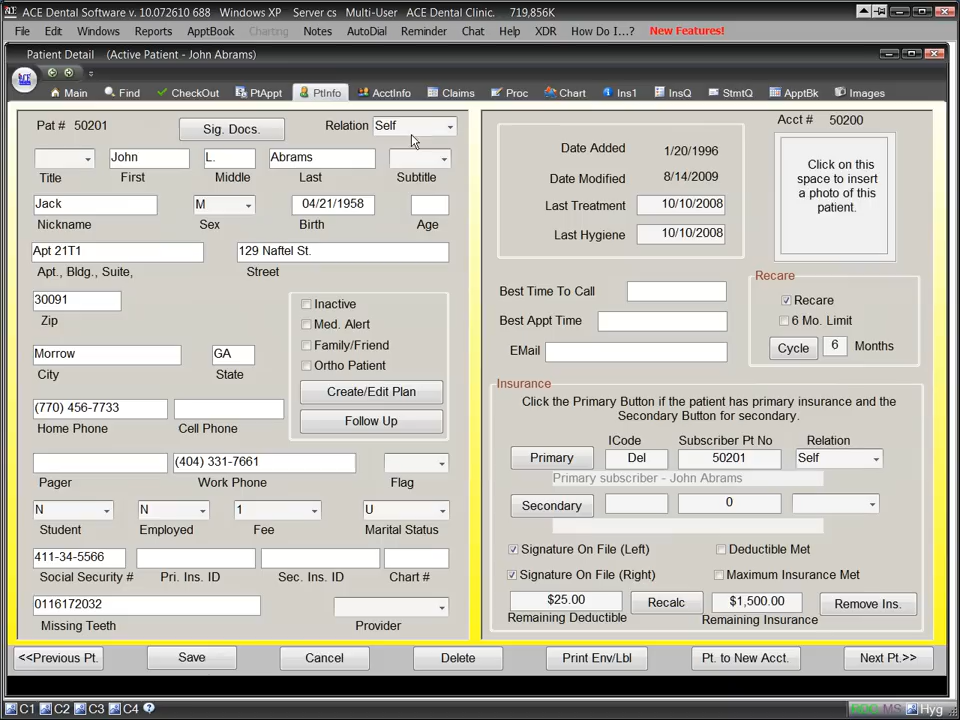 ACE Dental Software v. 10.072610 688 Windows XP Server cs Multi-User ACE Dental Clinic. 719,856K
File Edit Windows Reports ApptBook Charting Notes AutoDial Reminder Chat Help XDR How Do I...? New Features!
Patient Detail (Active Patient - John Abrams)
ACE
Main Find CheckOut PtAppt PtInfo AcctInfo Claims Proc Chart Ins1 InsQ StmtQ ApptBk Images
Pat # 50201
Sig. Docs.
Relation Self
John L. Abrams
Title First Middle Last Subtitle
Jack M 04/21/1958
Nickname Sex Birth Age
Apt 21T1 129 Naftel St.
Apt., Bldg., Suite, Street
30091
Zip
Morrow GA
City State
(770) 456-7733
Home Phone Cell Phone
Inactive
Med. Alert
Family/Friend
Ortho Patient
Create/Edit Plan
Follow Up
(404) 331-7661
Pager Work Phone Flag
N N 1 U
Student Employed Fee Marital Status
411-34-5566
Social Security # Pri. Ins. ID Sec. Ins. ID Chart #
0116172032
Missing Teeth Provider
Date Added 1/20/1996
Date Modified 8/14/2009
Last Treatment 10/10/2008
Last Hygiene 10/10/2008
Acct # 50200
Click on this
space to insert
a photo of this
patient.
Best Time To Call
Best Appt Time
EMail
Recare
Recare
6 Mo. Limit
Cycle 6 Months
Insurance
Click the Primary Button if the patient has primary insurance and the
Secondary Button for secondary.
ICode Subscriber Pt No Relation
Primary Del 50201 Self
Primary subscriber - John Abrams
Secondary 0
Signature On File (Left) Deductible Met
Signature On File (Right) Maximum Insurance Met
$25.00 Recalc $1,500.00 Remove Ins.
Remaining Deductible Remaining Insurance
<<Previous Pt. Save Cancel Delete Print Env/Lbl Pt. to New Acct. Next Pt.>>
C1 C2 C3 C4 ROC MS Hyg